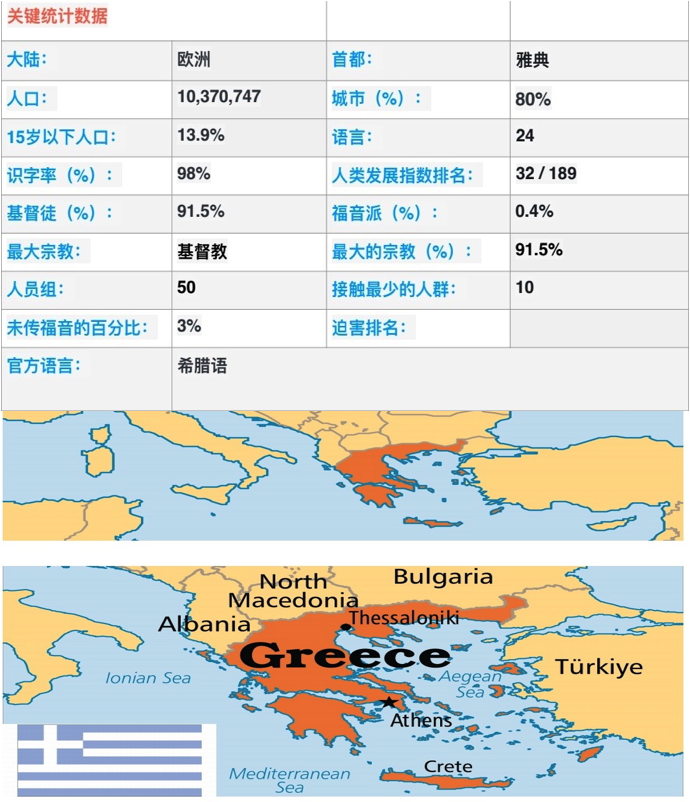 关键统计数据
大陆： 欧洲 首都： 雅典
人口： 10,370,747 城市（%）： 80%
15岁以下人口： 13.9% 语言： 24
识字率（%）： 98% 人类发展指数排名： 32 / 189
基督徒（%）： 91.5% 福音派（%）： 0.4%
最大宗教： 基督教 最大的宗教（%）： 91.5%
人员组： 50 接触最少的人群： 10
未传福音的百分比： 3% 迫害排名：
官方语言： 希腊语
North
Macedonia
Bulgaria
Albania
Thessaloniki
Greece
Ionian Sea
Aegean
Sea
Türkiye
Athens
Crete
Mediterranean
Sea